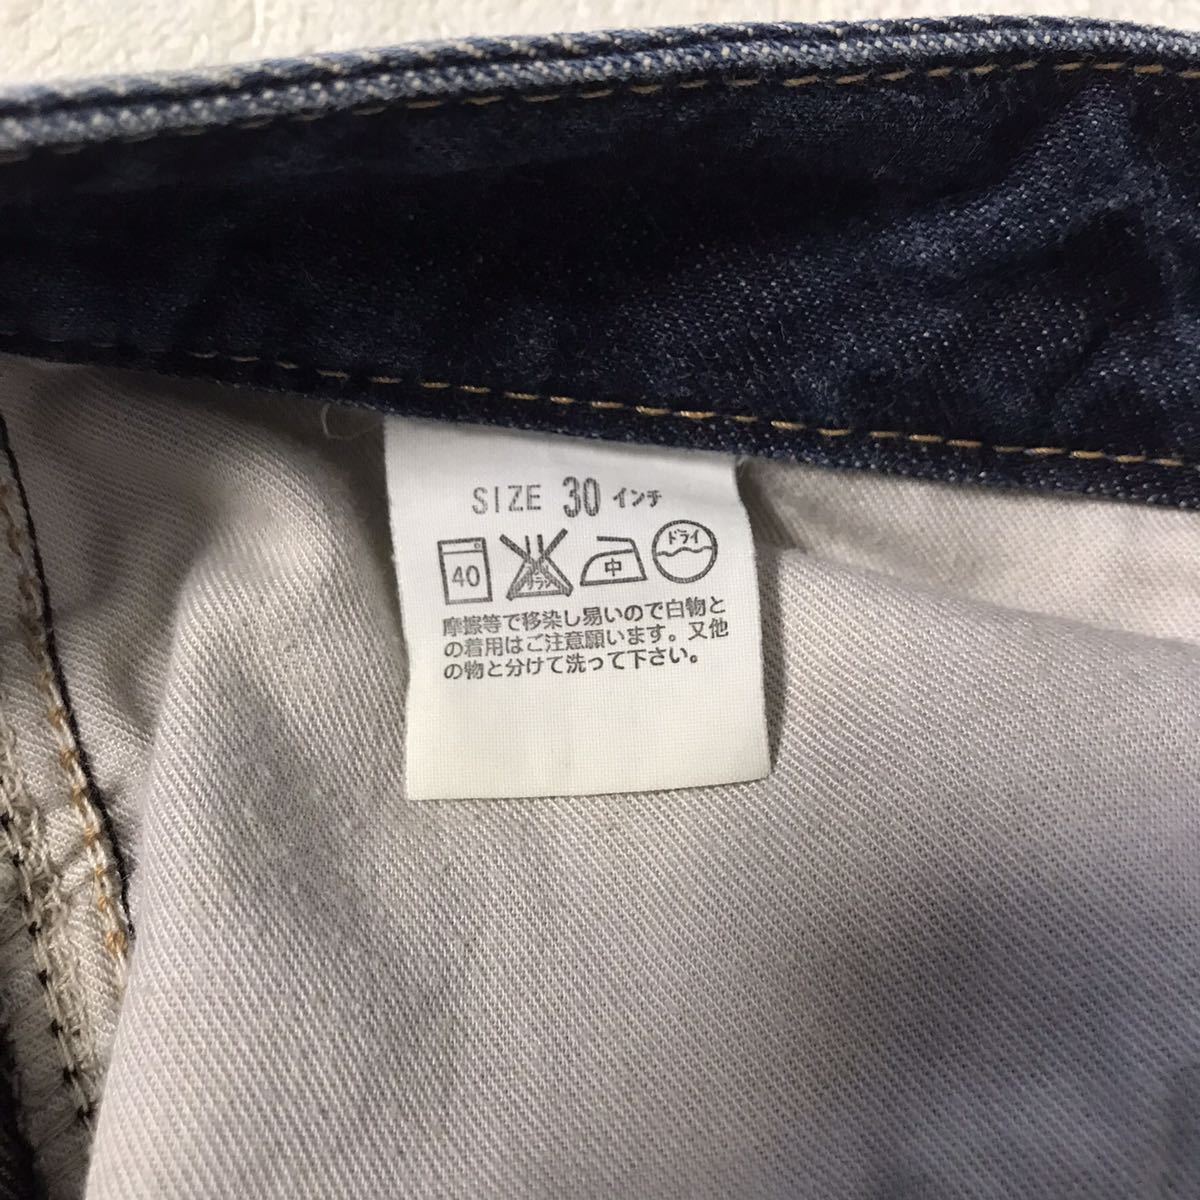 SIZE 30 インチ
40 サラシ 中 ドライ
摩擦等で移染し易いので白物と
の着用はご注意願います。又他
の物と分けて洗って下さい。